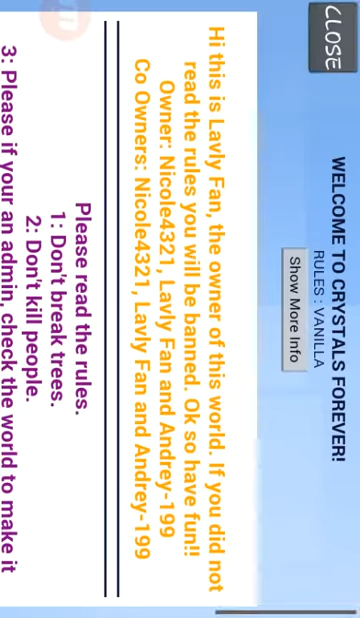 CLOSE
WELCOME TO CRYSTALS FOREVER!
RULES : VANILLA
Show More Info
Hi this is Lavly Fan, the owner of this world. If you did not
read the rules you will be banned. Ok so have fun!!
Owner: Nicole4321, Lavly Fan and Andrey-199
Co Owners: Nicole4321, Lavly Fan and Andrey-199
Please read the rules.
1: Don't break trees.
2: Don't kill people.
3: Please if your an admin, check the world to make it